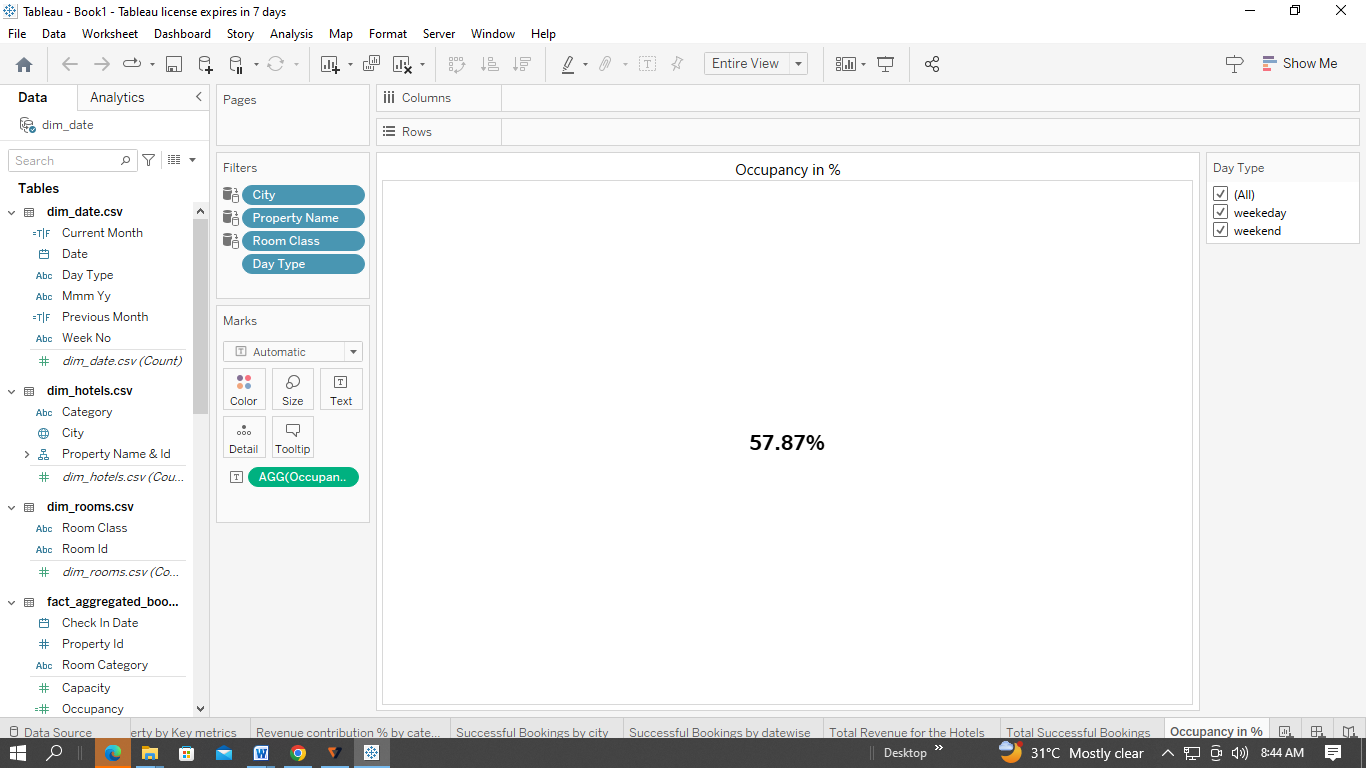 Tableau - Book1 - Tableau license expires in 7 days
File Data Worksheet Dashboard Story Analysis Map Format Server Window Help
Entire View
Show Me
Data Analytics
dim_date
Search
Tables
dim_date.csv
=T|F Current Month
Date
Abc Day Type
Abc Mmm Yy
=T|F Previous Month
Abc Week No
dim_date.csv (Count)
dim_hotels.csv
Abc Category
City
Property Name & Id
dim_hotels.csv (Cou...
dim_rooms.csv
Abc Room Class
Abc Room Id
dim_rooms.csv (Co...
fact_aggregated_boo...
Check In Date
# Property Id
Abc Room Category
# Capacity
=# Occupancy
Pages
Filters
City
Property Name
Room Class
Day Type
Marks
Automatic
Color Size Text
Detail Tooltip
AGG(Occupan..
Columns
Rows
Occupancy in %
57.87%
Day Type
(All)
weekeday
weekend
Data Source erty by Key metrics Revenue contribution % by cate... Successful Bookings by city Successful Bookings by datewise Total Revenue for the Hotels Total Successful Bookings Occupancy in %
Desktop 31°C Mostly clear 8:44 AM